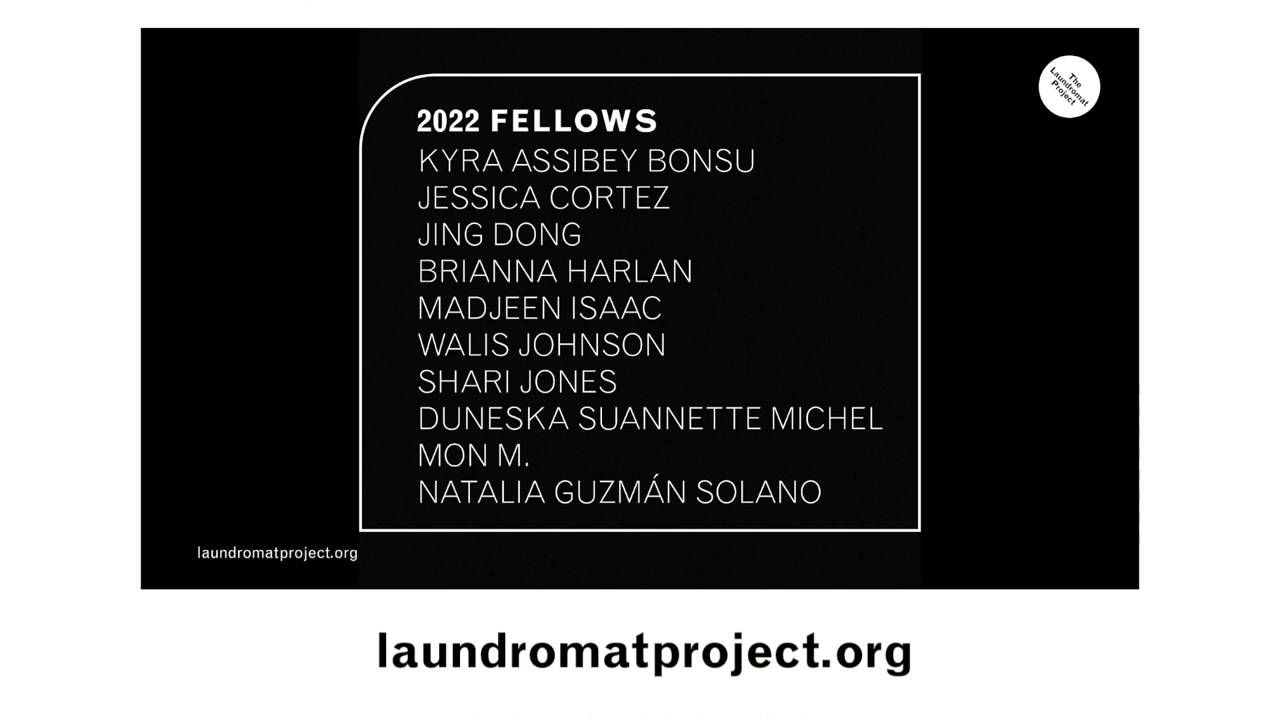 The
Laundromat
Project
2022 FELLOWS
KYRA ASSIBEY BONSU
JESSICA CORTEZ
JING DONG
BRIANNA HARLAN
MADJEEN ISAAC
WALIS JOHNSON
SHARI JONES
DUNESKA SUANNETTE MICHEL
MON M.
NATALIA GUZMÁN SOLANO
laundromatproject.org
laundromatproject.org